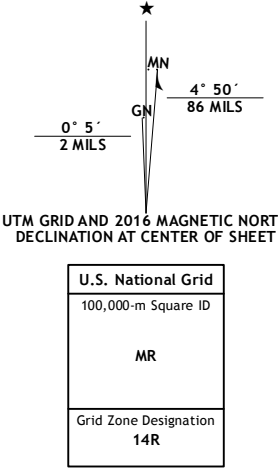 MN
GN
4° 50´
86 MILS
0° 5´
2 MILS
UTM GRID AND 2016 MAGNETIC NORT
DECLINATION AT CENTER OF SHEET
U.S. National Grid
100,000-m Square ID
MR
Grid Zone Designation
14R